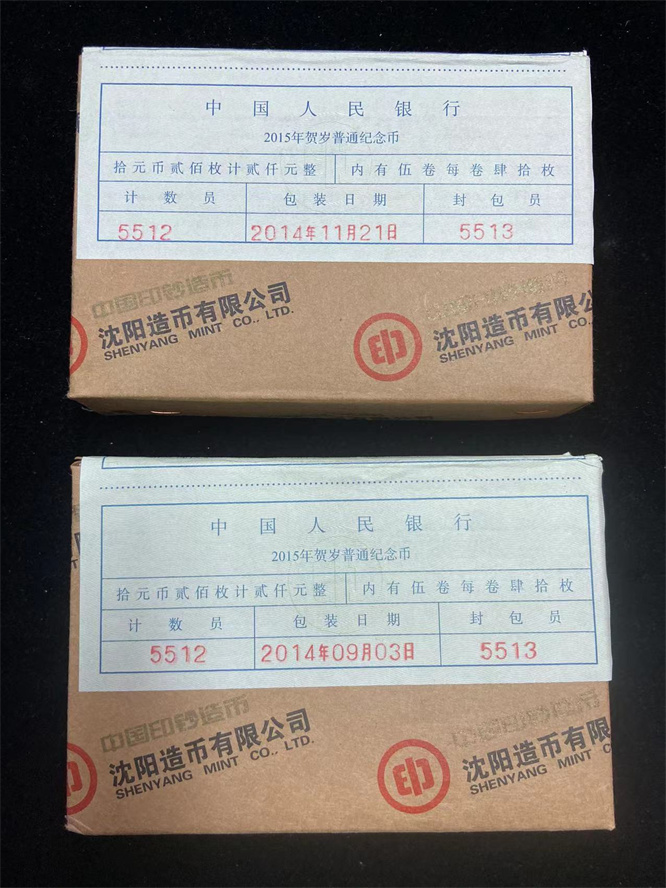 中国人民银行
2015年贺岁普通纪念币
拾元币贰佰枚计贰仟元整 内有伍卷每卷肆拾枚
计数员 包装日期 封包员
5512 2014年11月21日 5513
中国印钞造币
沈阳造币有限公司 沈阳造币有限公司
SHENYANG MINT CO., LTD. SHENYANG MINT CO., L
中国人民银行
2015年贺岁普通纪念币
拾元币贰佰枚计贰仟元整 内有伍卷每卷肆拾枚
计数员 包装日期 封包员
5512 2014年09月03日 5513
中国印钞造币
沈阳造币有限公司 沈阳造币有限
SHENYANG MINT CO., LTD. SHENYANG MINT CO.,